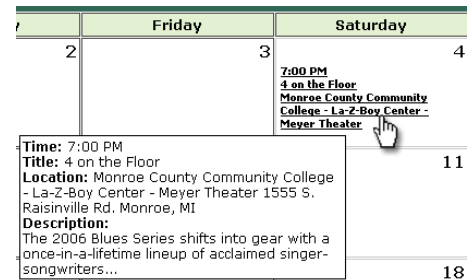 Friday Saturday
2 3 4
7:00 PM
4 on the Floor
Monroe County Community
College - La-Z-Boy Center -
Meyer Theater
Time: 7:00 PM
Title: 4 on the Floor
Location: Monroe County Community College
- La-Z-Boy Center - Meyer Theater 1555 S.
Raisinville Rd. Monroe, MI
Description:
The 2006 Blues Series shifts into gear with a
once-in-a-lifetime lineup of acclaimed singer-
songwriters...
11
18